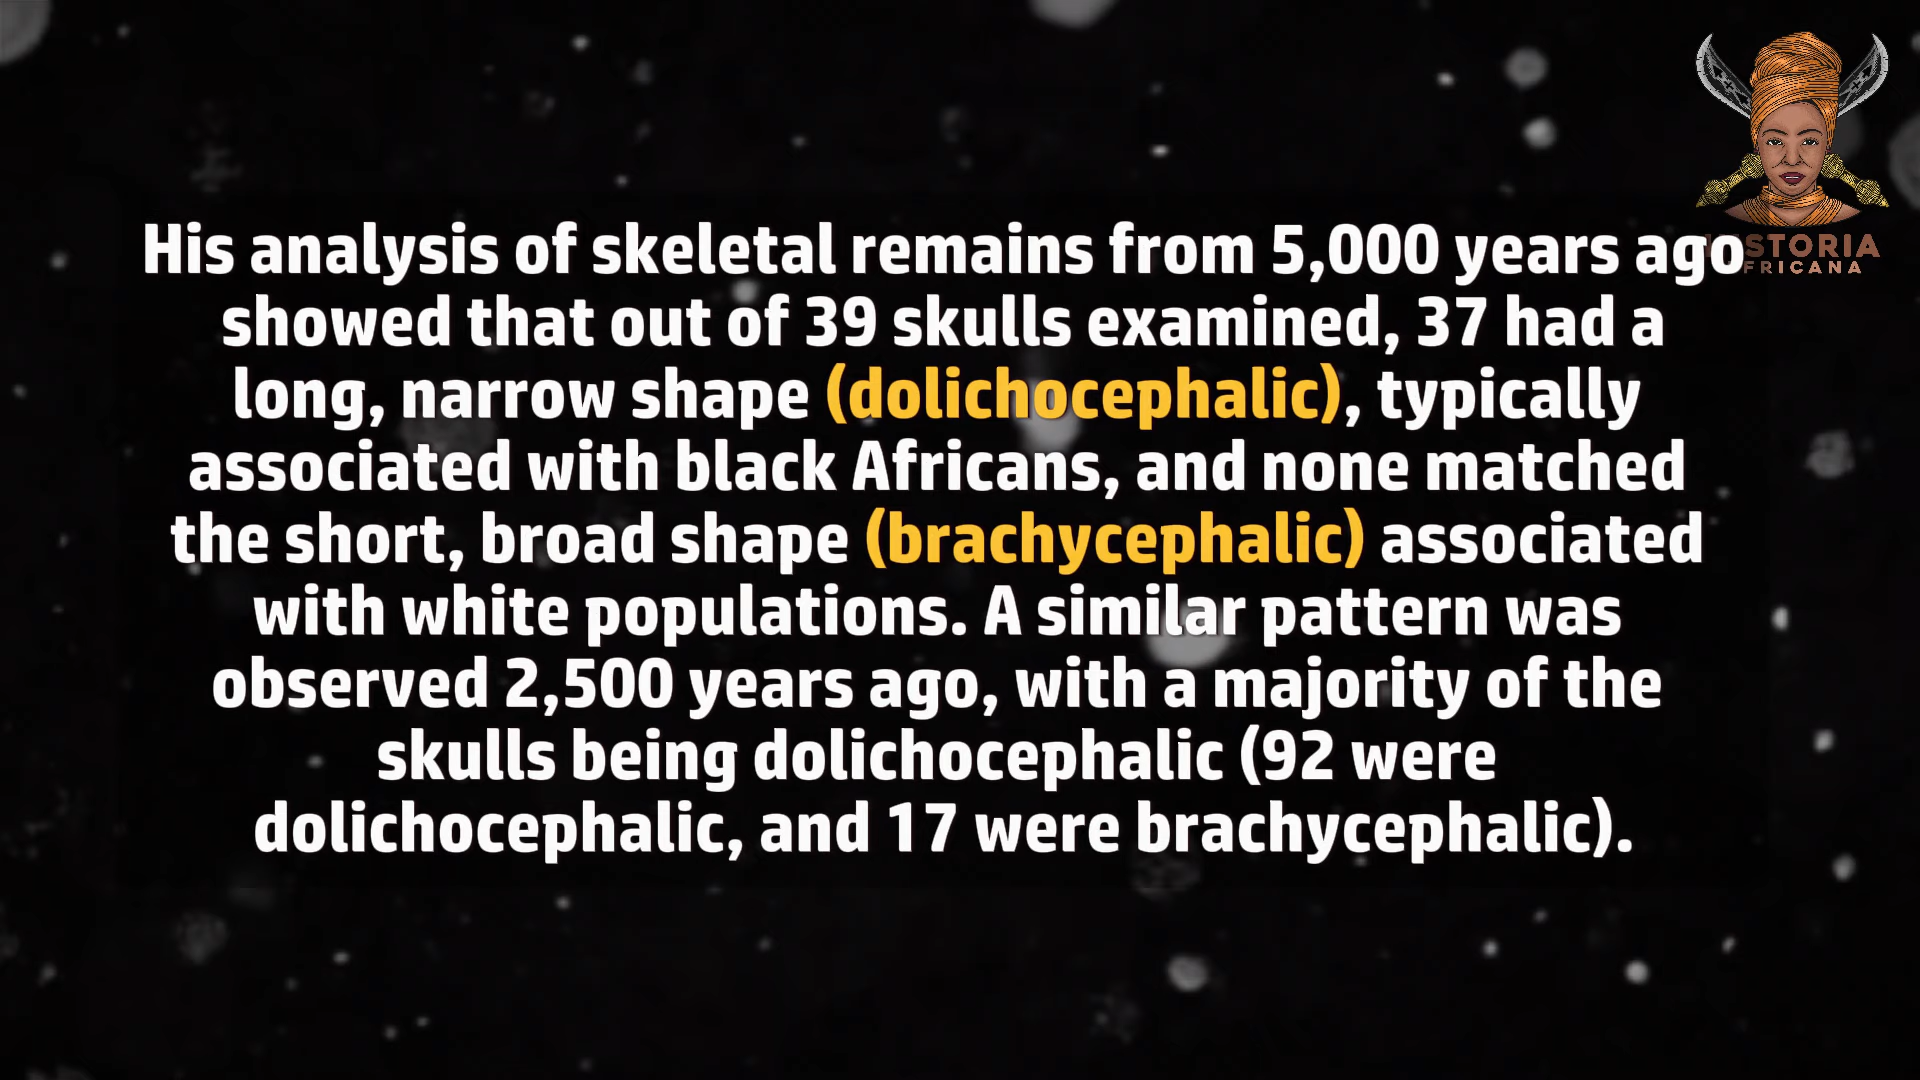 His analysis of skeletal remains from 5,000 years ago
showed that out of 39 skulls examined, 37 had a
long, narrow shape (dolichocephalic), typically
associated with black Africans, and none matched
the short, broad shape (brachycephalic) associated
with white populations. A similar pattern was
observed 2,500 years ago, with a majority of the
skulls being dolichocephalic (92 were
dolichocephalic, and 17 were brachycephalic).